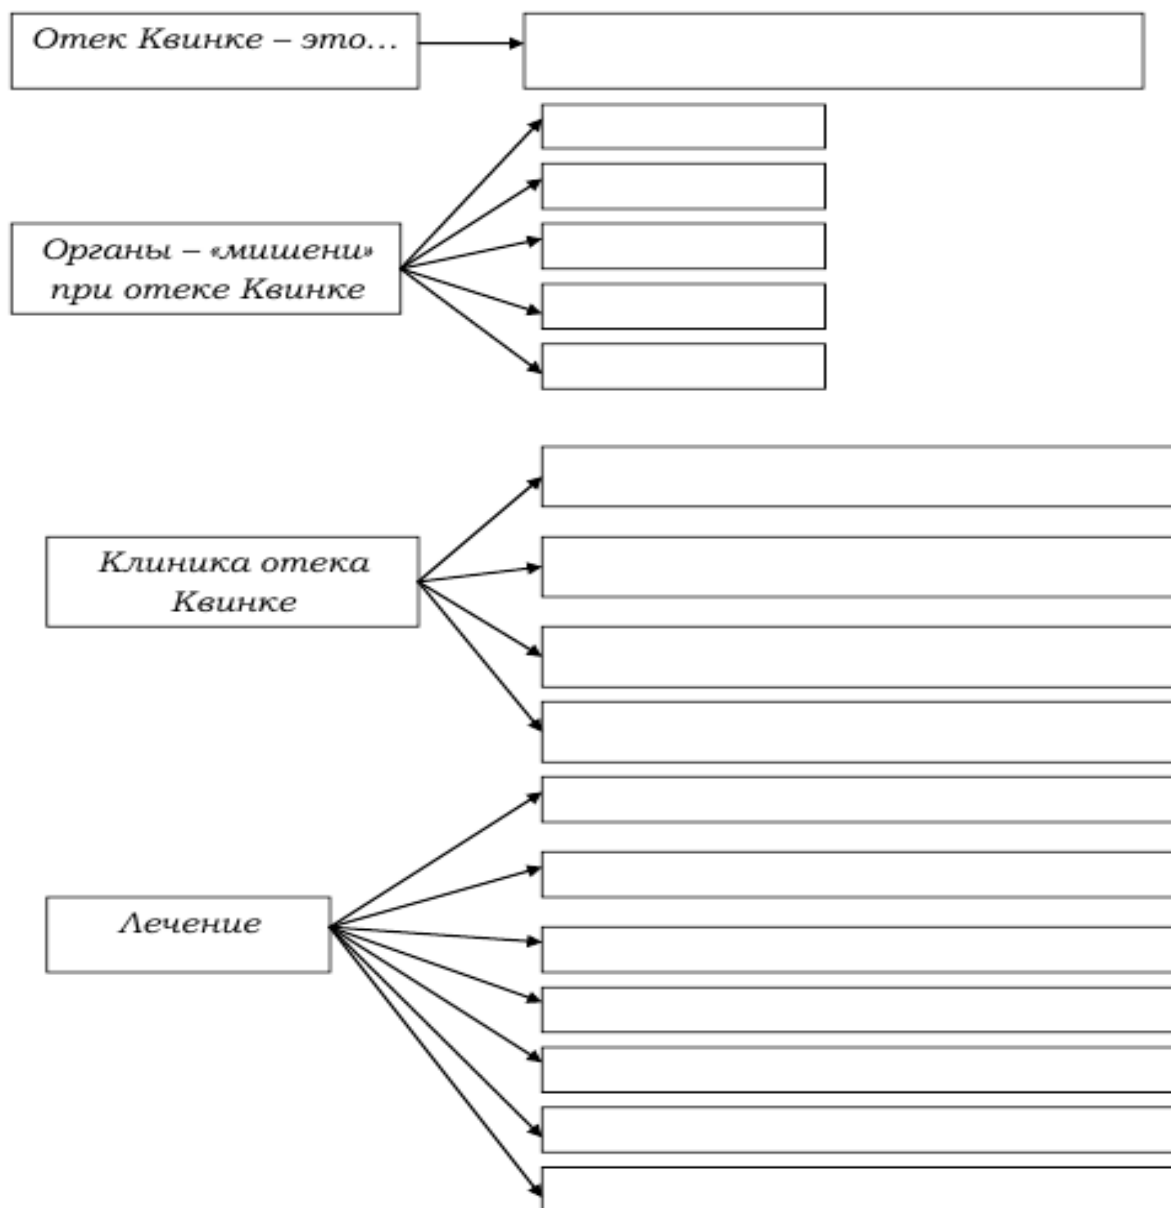 Отек Квинке – это...
Органы – «мишени»
при отеке Квинке
Клиника отека
Квинке
Лечение